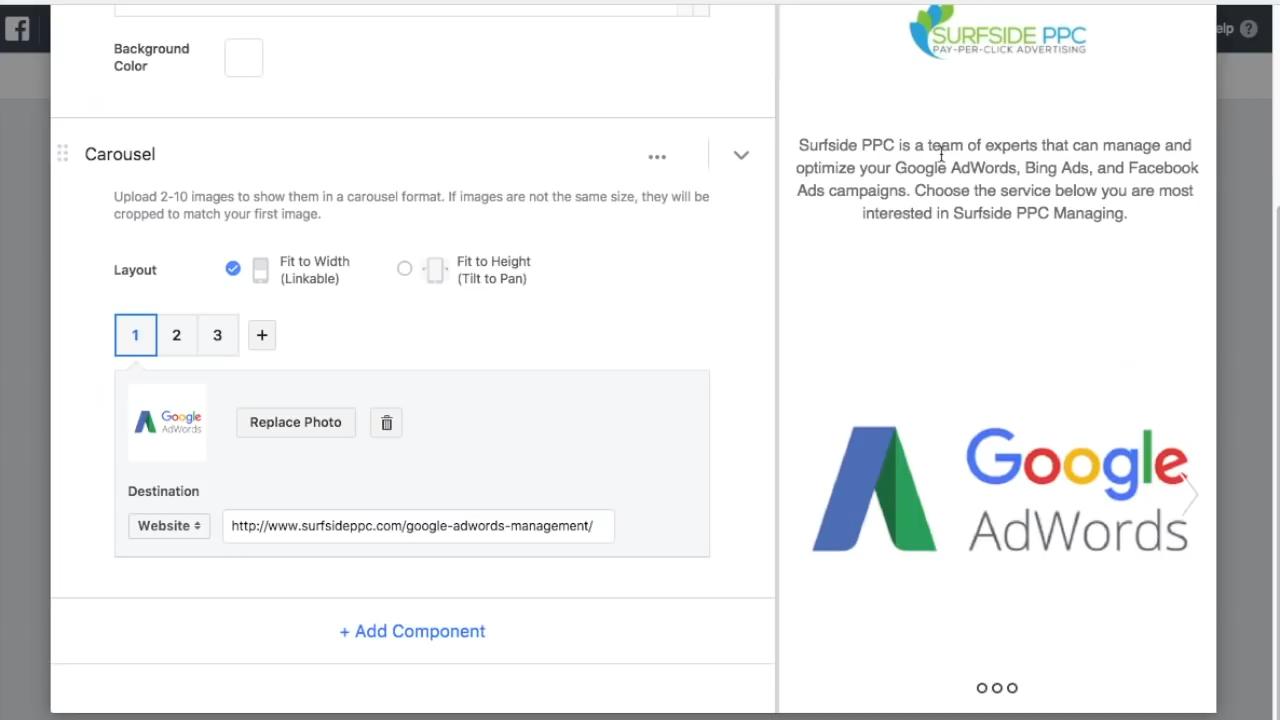 elp ?
Background
Color
Carousel
Upload 2-10 images to show them in a carousel format. If images are not the same size, they will be
cropped to match your first image.
Layout
Fit to Width
(Linkable)
Fit to Height
(Tilt to Pan)
1 2 3 +
Google
AdWords
Replace Photo
Destination
Website
http://www.surfsideppc.com/google-adwords-management/
+ Add Component
SURFSIDE PPC
PAY-PER-CLICK ADVERTISING
Surfside PPC is a team of experts that can manage and
optimize your Google AdWords, Bing Ads, and Facebook
Ads campaigns. Choose the service below you are most
interested in Surfside PPC Managing.
Google
AdWords